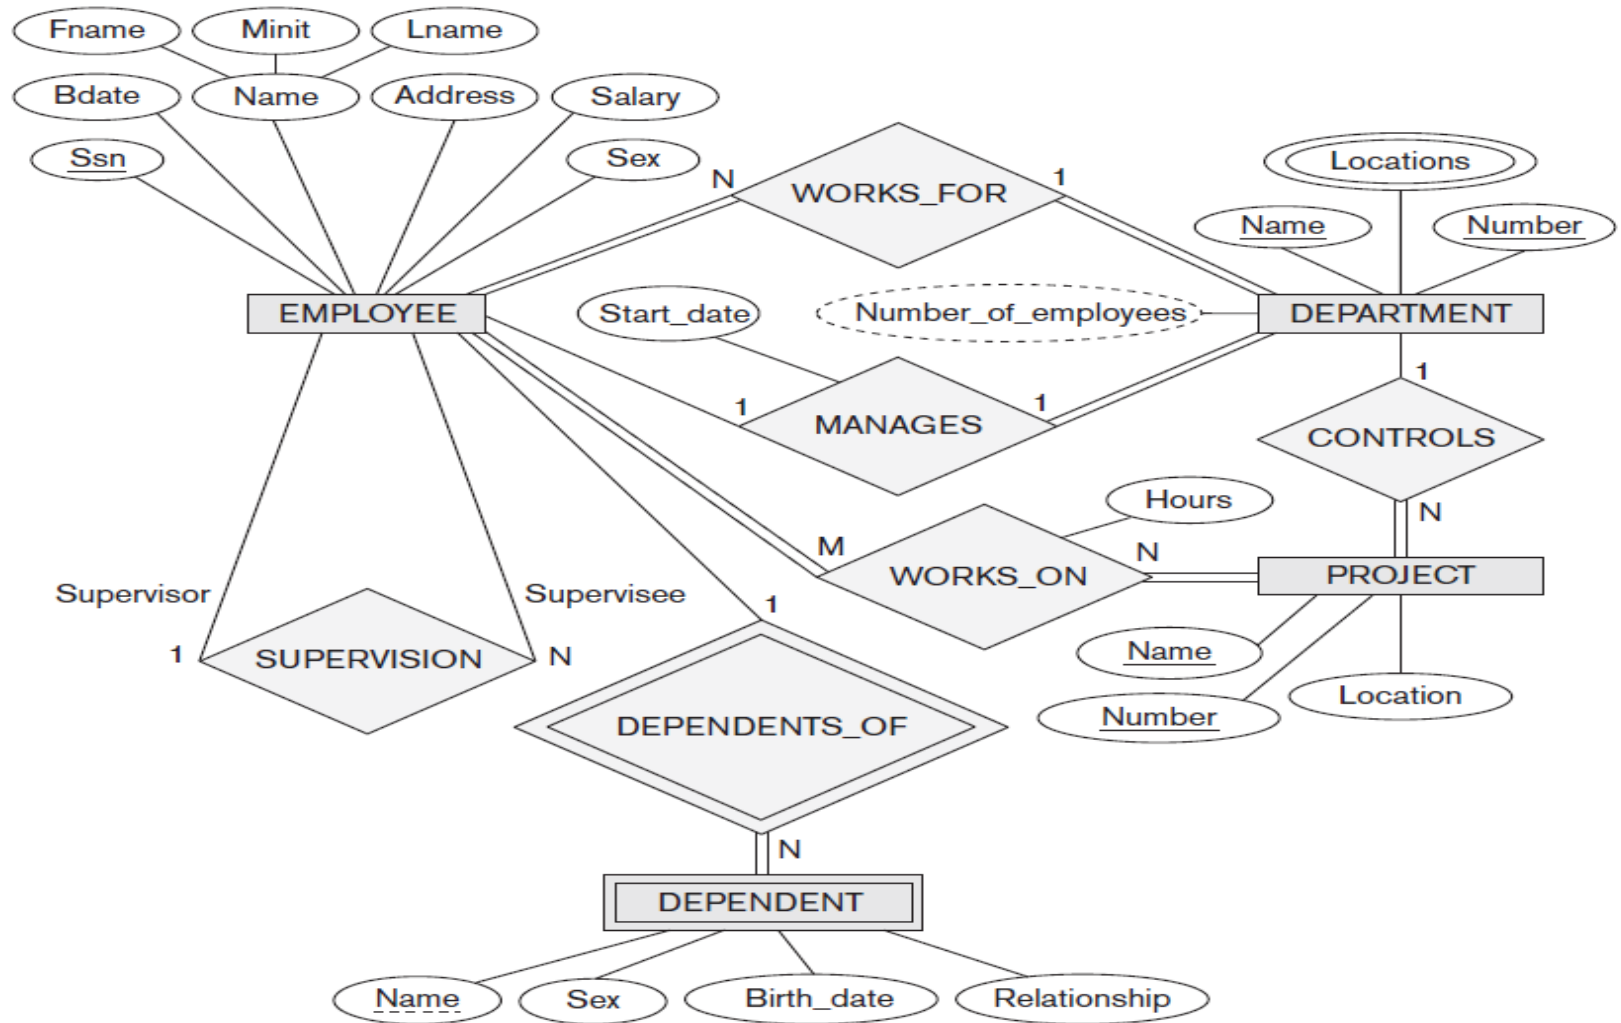 Fname Minit Lname
Bdate Name Address Salary
Ssn Sex
Locations
N WORKS_FOR 1
Name Number
EMPLOYEE Start_date Number_of_employees DEPARTMENT
1
1 MANAGES 1
CONTROLS
Hours
N
M WORKS_ON N
PROJECT
Supervisor Supervisee 1
Name
1 SUPERVISION N
Location
Number
DEPENDENTS_OF
N
DEPENDENT
Name Sex Birth_date Relationship